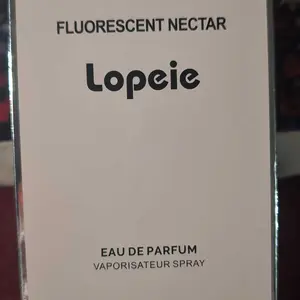 FLUORESCENT NECTAR
Lopeie
EAU DE PARFUM
VAPORISATEUR SPRAY